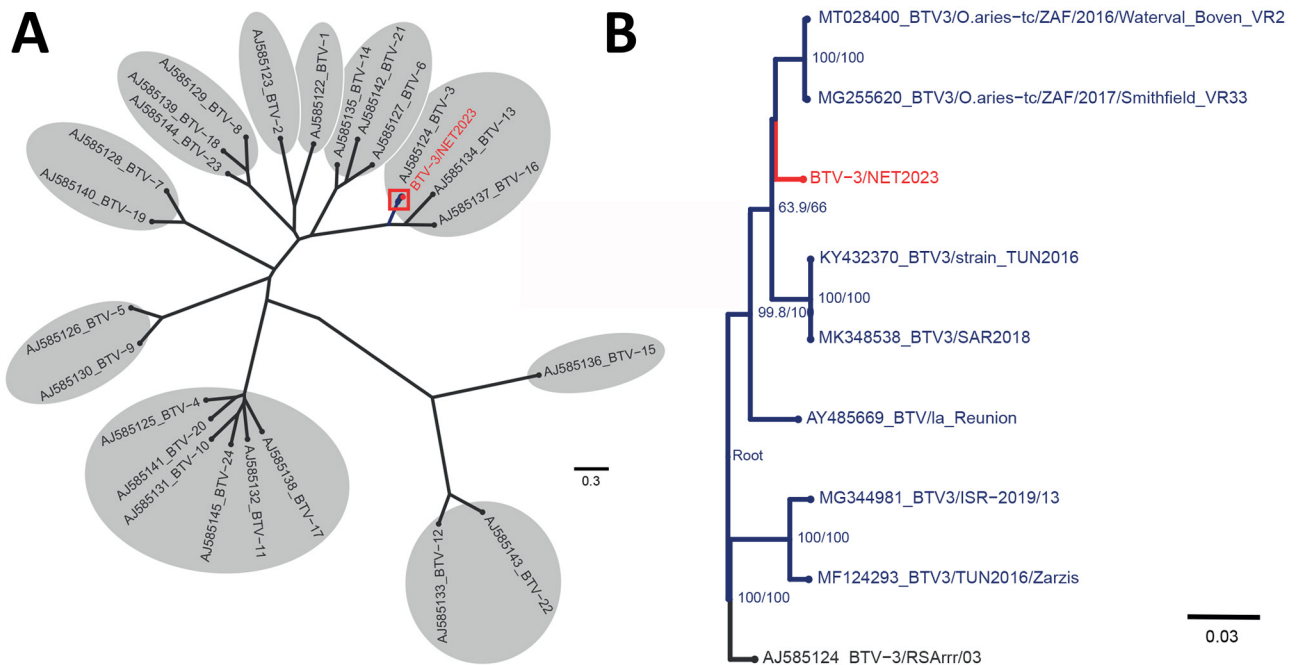 A
AJ585123_BTV−2
AJ585122_BTV−1
AJ585135_BTV−14
AJ585142_BTV−21
AJ585127_BTV−6
AJ585129_BTV−8
AJ585139_BTV−18
AJ585144_BTV−23
AJ585124_BTV−3
BTV−3/NET2023
AJ585134_BTV−13
AJ585137_BTV−16
AJ585128_BTV−7
AJ585140_BTV−19
AJ585126_BTV−5
AJ585130_BTV−9
AJ585136_BTV−15
AJ585125_BTV−4
AJ585141_BTV−20
AJ585131_BTV−10
AJ585145_BTV−24
AJ585132_BTV−11
AJ585138_BTV−17
AJ585133_BTV−12
AJ585143_BTV−22
0.3
B
MT028400_BTV3/O.aries−tc/ZAF/2016/Waterval_Boven_VR2
100/100
MG255620_BTV3/O.aries−tc/ZAF/2017/Smithfield_VR33
BTV−3/NET2023
63.9/66
KY432370_BTV3/strain_TUN2016
100/100
99.8/100
MK348538_BTV3/SAR2018
AY485669_BTV/la_Reunion
Root
MG344981_BTV3/ISR−2019/13
100/100
MF124293_BTV3/TUN2016/Zarzis
100/100
AJ585124_BTV−3/RSArrr/03
0.03